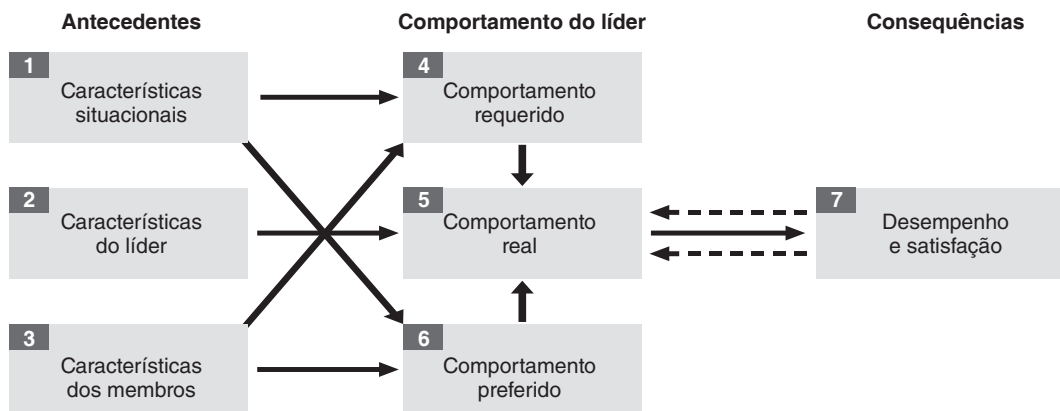 Antecedentes
Comportamento do líder
Consequências
1
Características
situacionais
4
Comportamento
requerido
2
Características
do líder
5
Comportamento
real
7
Desempenho
e satisfação
3
Características
dos membros
6
Comportamento
preferido